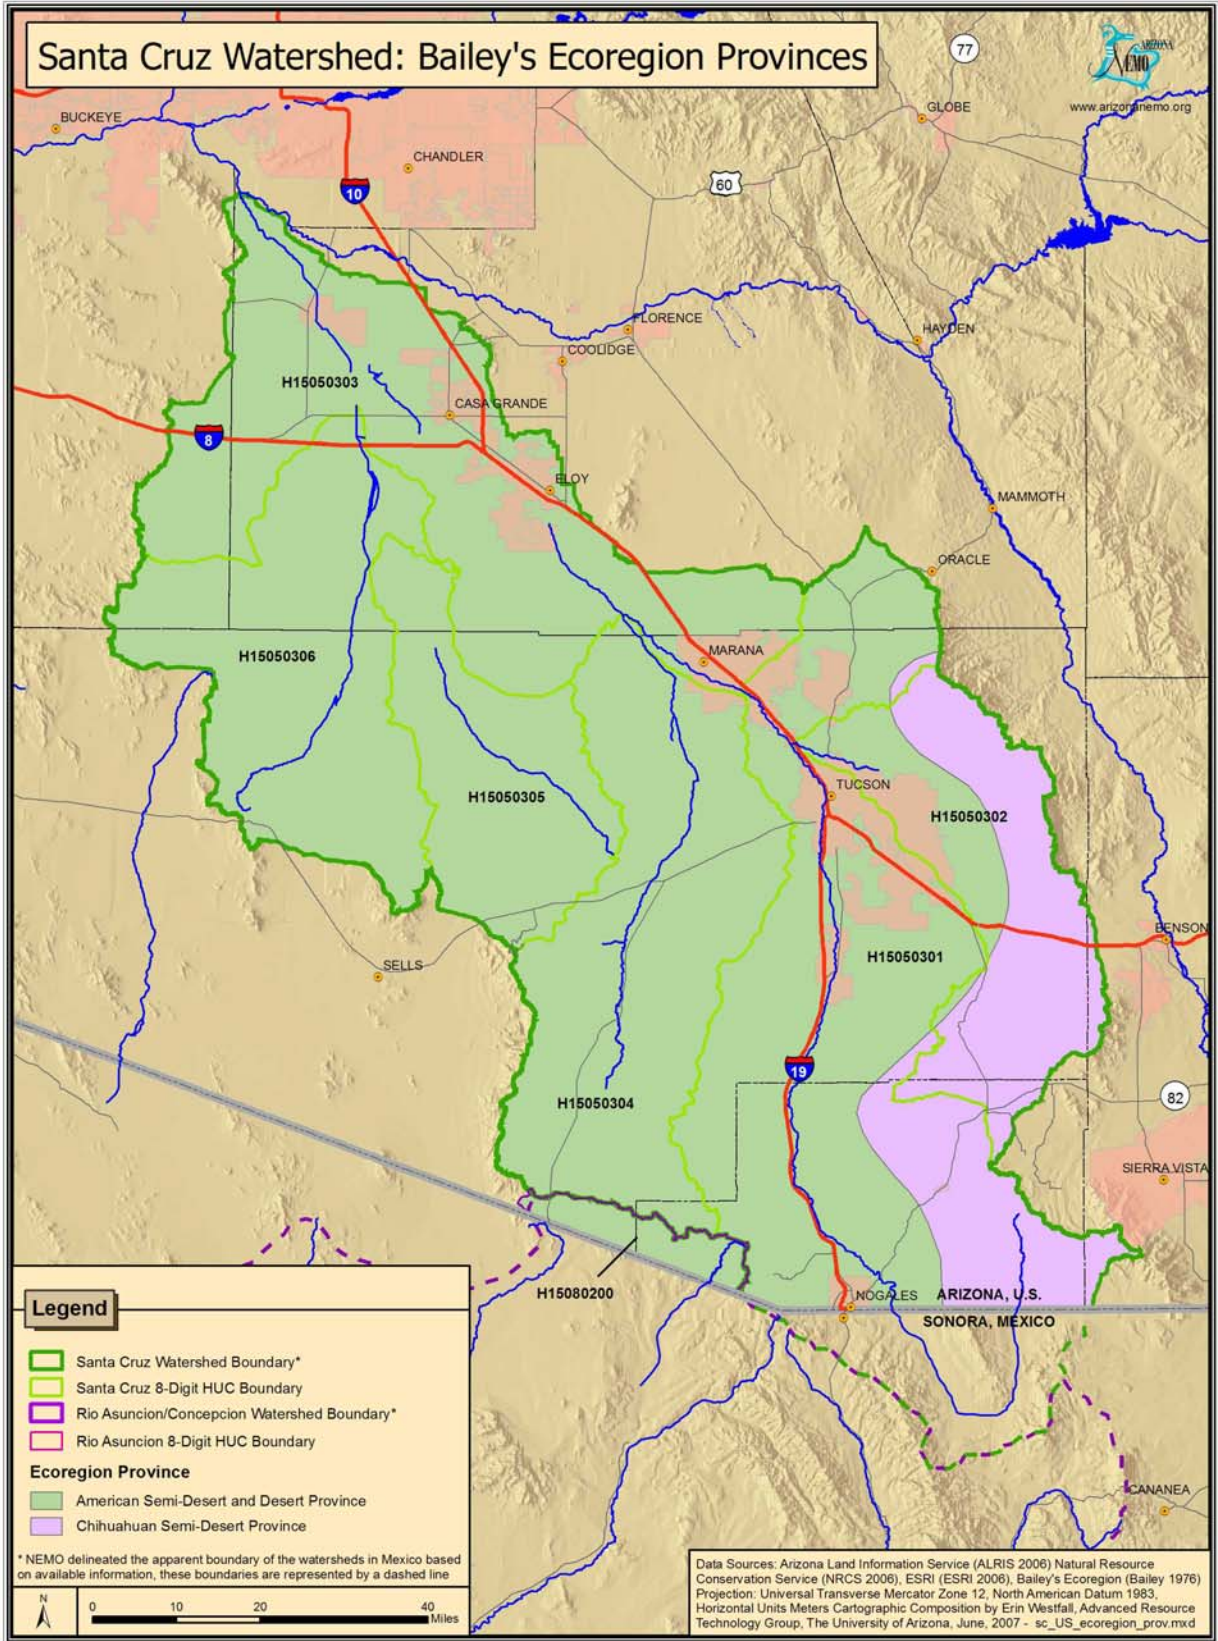 Santa Cruz Watershed: Bailey's Ecoregion Provinces
77
ARIZONA
NEMO
www.arizonanemo.org
BUCKEYE
GLOBE
CHANDLER
60
10
FLORENCE
HAYDEN
COOLIDGE
H15050303
CASA GRANDE
8
ELOY
MAMMOTH
ORACLE
H15050306
MARANA
TUCSON
H15050305
H15050302
BENSON
H15050301
SELLS
19
82
H15050304
SIERRA VISTA
H15080200
NOGALES
ARIZONA, U.S.
SONORA, MEXICO
CANANEA
Legend
Santa Cruz Watershed Boundary*
Santa Cruz 8-Digit HUC Boundary
Rio Asuncion/Concepcion Watershed Boundary*
Rio Asuncion 8-Digit HUC Boundary
Ecoregion Province
American Semi-Desert and Desert Province
Chihuahuan Semi-Desert Province
* NEMO delineated the apparent boundary of the watersheds in Mexico based
on available information, these boundaries are represented by a dashed line
N
0 10 20 40
Miles
Data Sources: Arizona Land Information Service (ALRIS 2006) Natural Resource
Conservation Service (NRCS 2006), ESRI (ESRI 2006), Bailey's Ecoregion (Bailey 1976)
Projection: Universal Transverse Mercator Zone 12, North American Datum 1983,
Horizontal Units Meters Cartographic Composition by Erin Westfall, Advanced Resource
Technology Group, The University of Arizona, June, 2007 - sc_US_ecoregion_prov.mxd